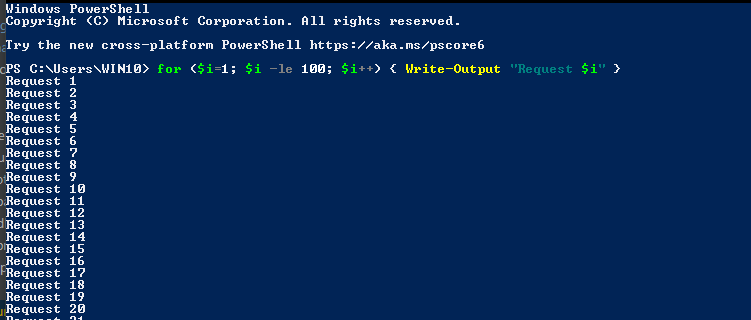 Windows PowerShell
Copyright (C) Microsoft Corporation. All rights reserved.
Try the new cross-platform PowerShell https://aka.ms/pscore6
PS C:\Users\WIN10> for ($i=1; $i -le 100; $i++) { Write-Output "Request $i" }
Request 1
Request 2
Request 3
Request 4
Request 5
Request 6
Request 7
Request 8
Request 9
Request 10
Request 11
Request 12
Request 13
Request 14
Request 15
Request 16
Request 17
Request 18
Request 19
Request 20